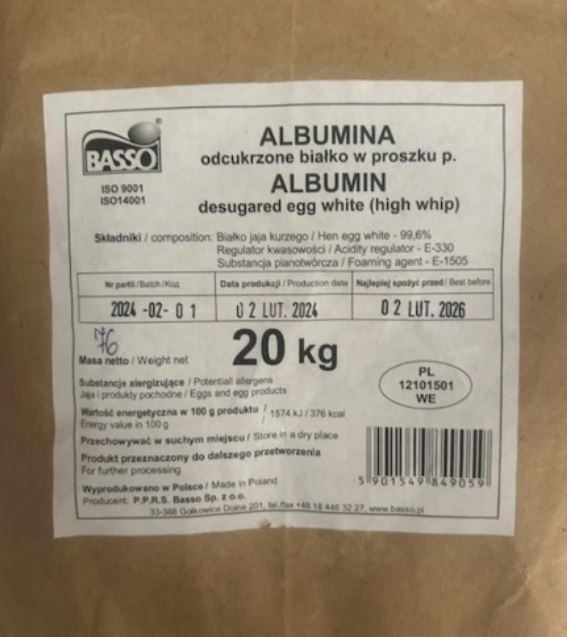 BASSO
ISO 9001
ISO14001
ALBUMINA
odcukrzone białko w proszku p.
ALBUMIN
desugared egg white (high whip)
Składniki / composition: Białko jaja kurzego / Hen egg white - 99,6%
Regulator kwasowości / Acidity regulator - E-330
Substancja pianotwórcza / Foaming agent - E-1505
Nr partii / Batch / Код
Data produkcji / Production date
Najlepiej spożyć przed / Best before
2024 -02- 01
02 LUT. 2024
02 LUT. 2026
76
Masa netto / Weight net
20 kg
Substancje alergizujące / Potentiall allergens
Jaja i produkty pochodne / Eggs and egg products
Wartość energetyczna w 100 g produktu / 1574 kJ / 376 kcal
Energy value in 100 g
Przechowywać w suchym miejscu / Store in a dry place
Produkt przeznaczony do dalszego przetworzenia
For further processing
Wyprodukowano w Polsce / Made in Poland
Producent: P.P.R.S. Basso Sp. z o.o.
33-388 Gołkowice Dolne 201, tel./fax +48 18 446 32 27, www.basso.pl
PL
12101501
WE
5 901549 849059